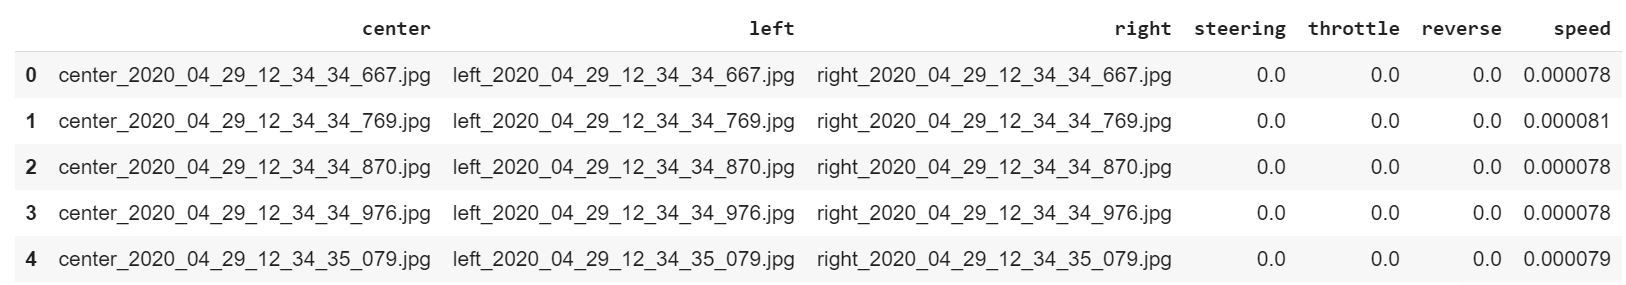 center left right steering throttle reverse speed
0 center_2020_04_29_12_34_34_667.jpg left_2020_04_29_12_34_34_667.jpg right_2020_04_29_12_34_34_667.jpg 0.0 0.0 0.0 0.000078
1 center_2020_04_29_12_34_34_769.jpg left_2020_04_29_12_34_34_769.jpg right_2020_04_29_12_34_34_769.jpg 0.0 0.0 0.0 0.000081
2 center_2020_04_29_12_34_34_870.jpg left_2020_04_29_12_34_34_870.jpg right_2020_04_29_12_34_34_870.jpg 0.0 0.0 0.0 0.000078
3 center_2020_04_29_12_34_34_976.jpg left_2020_04_29_12_34_34_976.jpg right_2020_04_29_12_34_34_976.jpg 0.0 0.0 0.0 0.000078
4 center_2020_04_29_12_34_35_079.jpg left_2020_04_29_12_34_35_079.jpg right_2020_04_29_12_34_35_079.jpg 0.0 0.0 0.0 0.000079